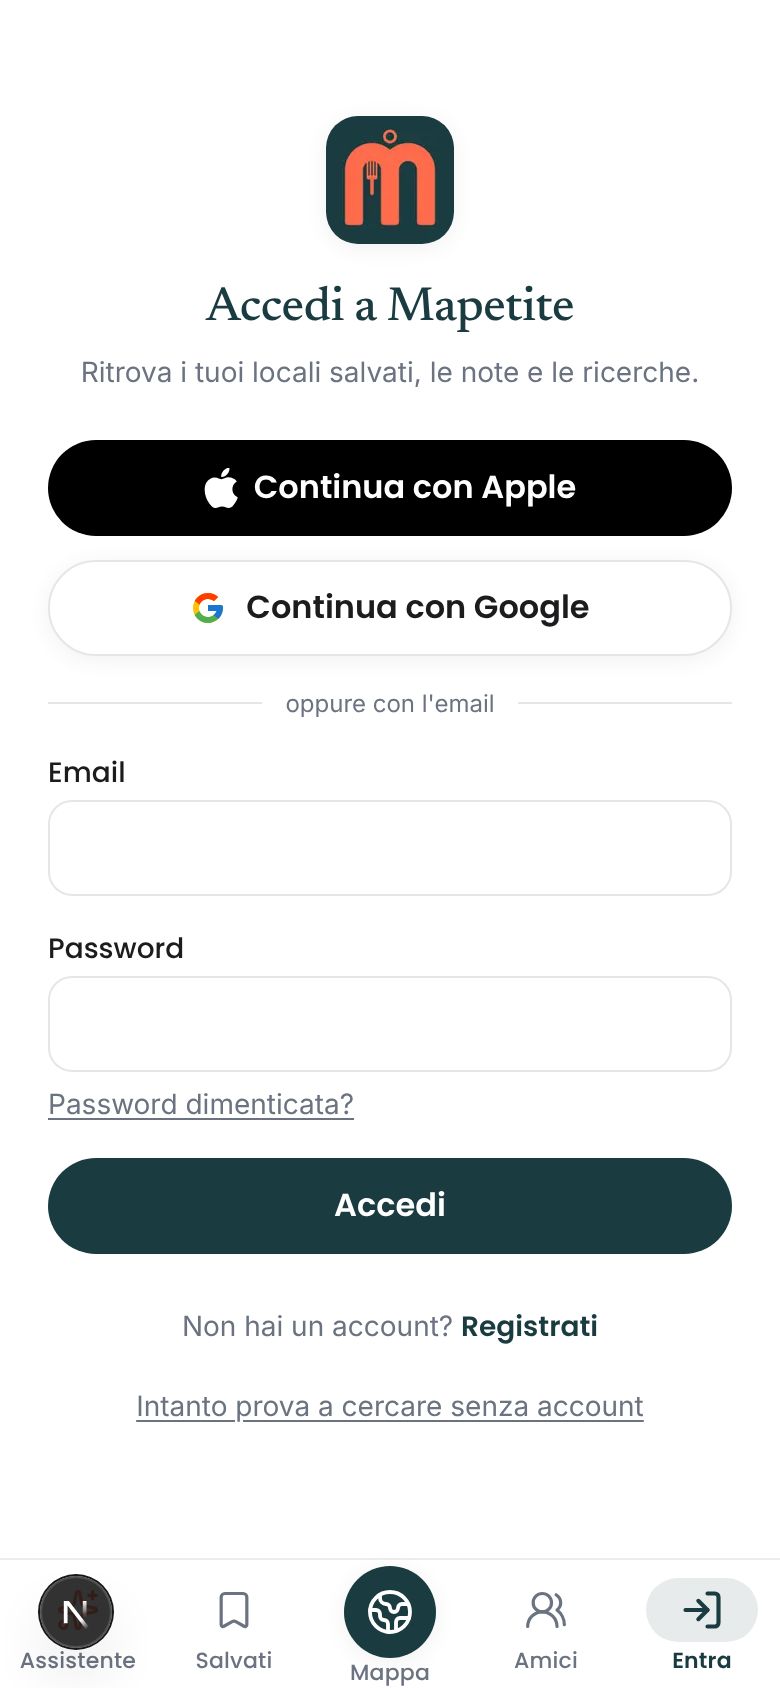 m
Accedi a Mapetite
Ritrova i tuoi locali salvati, le note e le ricerche.
Continua con Apple
G Continua con Google
oppure con l'email
Email
Password
Password dimenticata?
Accedi
Non hai un account? Registrati
Intanto prova a cercare senza account
N
Assistente
Salvati
Mappa
Amici
Entra